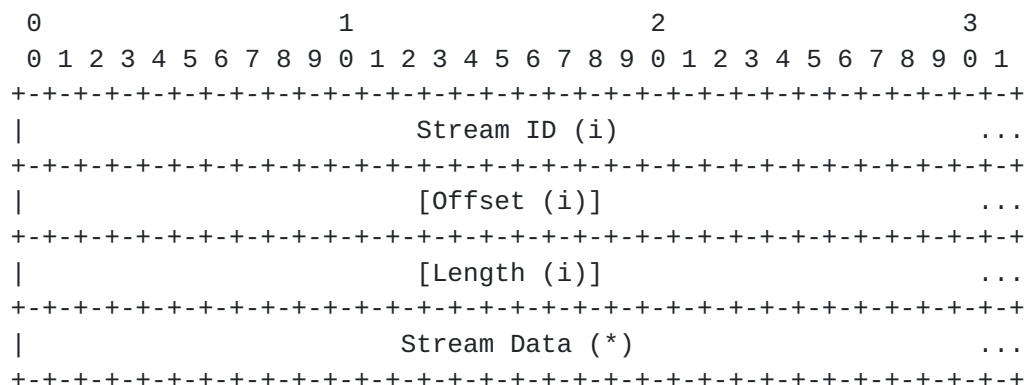 0                   1                   2                   3
0 1 2 3 4 5 6 7 8 9 0 1 2 3 4 5 6 7 8 9 0 1 2 3 4 5 6 7 8 9 0 1
+-+-+-+-+-+-+-+-+-+-+-+-+-+-+-+-+-+-+-+-+-+-+-+-+-+-+-+-+-+-+-+-+
|                         Stream ID (i)                       ...
+-+-+-+-+-+-+-+-+-+-+-+-+-+-+-+-+-+-+-+-+-+-+-+-+-+-+-+-+-+-+-+-+
|                         [Offset (i)]                        ...
+-+-+-+-+-+-+-+-+-+-+-+-+-+-+-+-+-+-+-+-+-+-+-+-+-+-+-+-+-+-+-+-+
|                         [Length (i)]                        ...
+-+-+-+-+-+-+-+-+-+-+-+-+-+-+-+-+-+-+-+-+-+-+-+-+-+-+-+-+-+-+-+-+
|                        Stream Data (*)                      ...
+-+-+-+-+-+-+-+-+-+-+-+-+-+-+-+-+-+-+-+-+-+-+-+-+-+-+-+-+-+-+-+-+